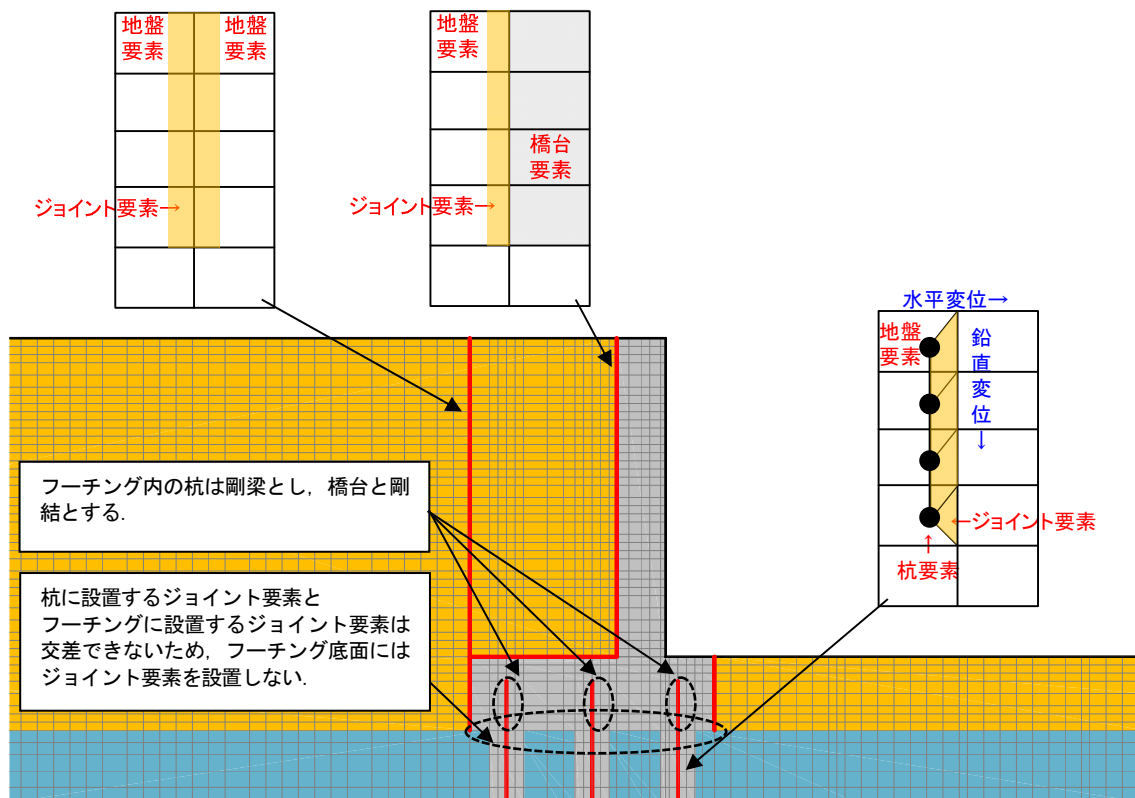 地盤
要素
地盤
要素
ジョイント要素→
地盤
要素
橋台
要素
ジョイント要素→
水平変位→
地盤
要素
鉛直変位→
←ジョイント要素
↑
杭要素
フーチング内の杭は剛梁とし，橋台と剛
結とする．
杭に設置するジョイント要素と
フーチングに設置するジョイント要素は
交差できないため，フーチング底面には
ジョイント要素を設置しない．